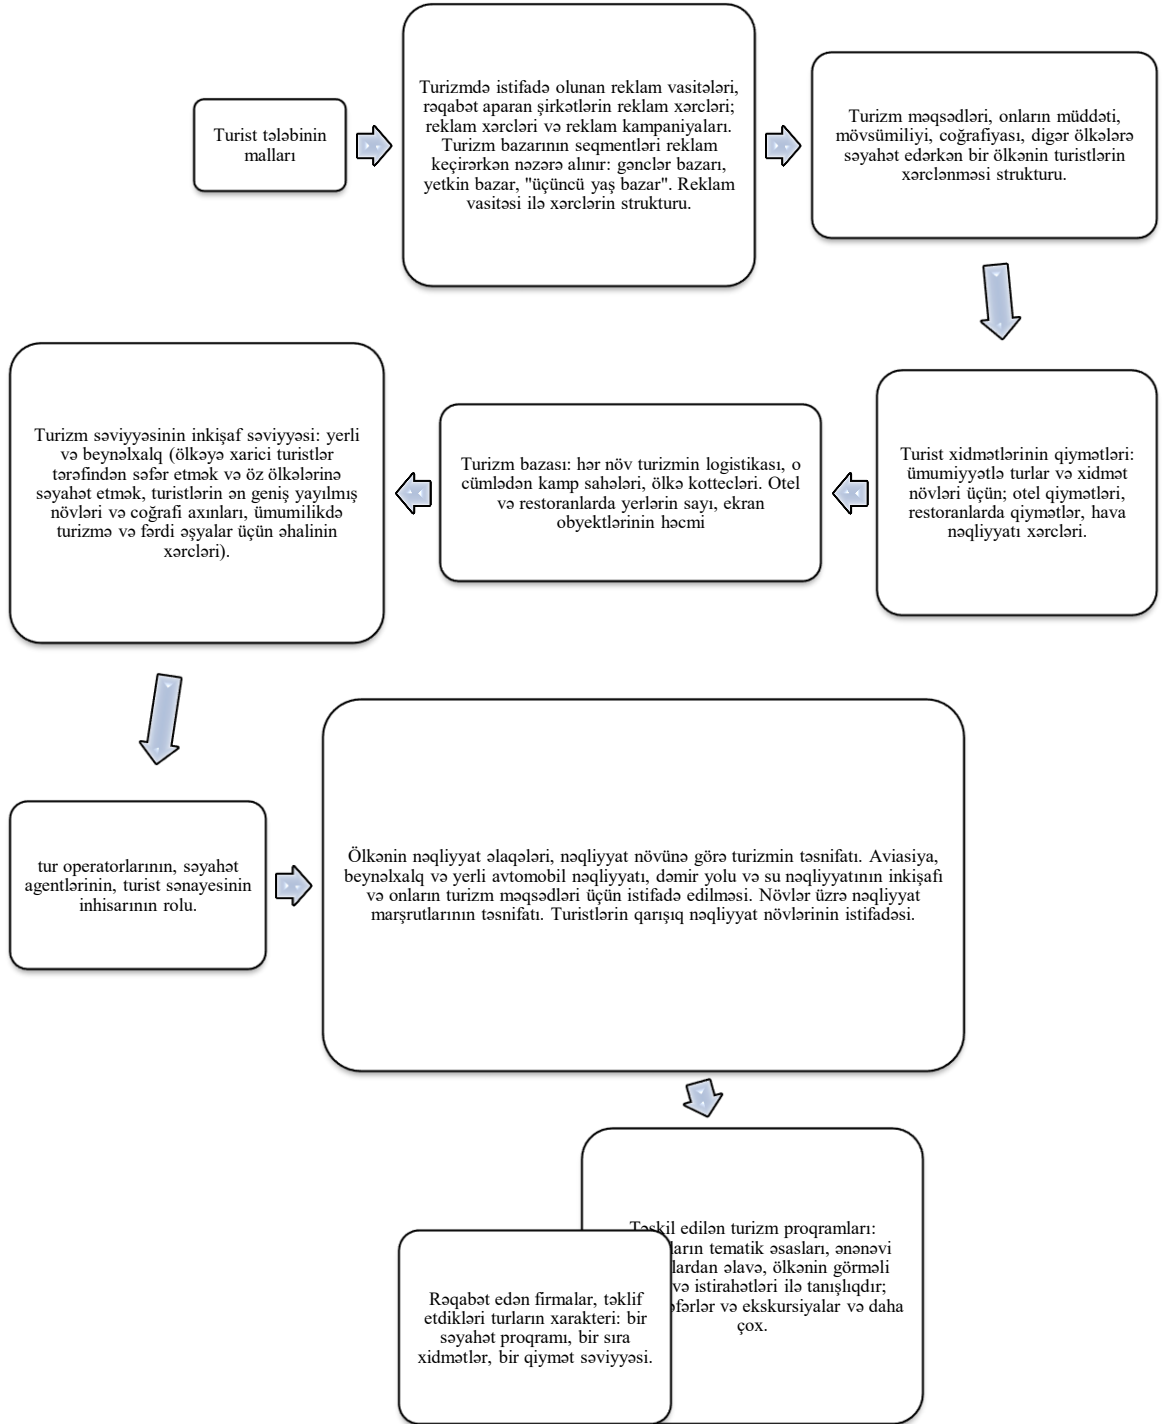 Turist tələbinin
malları
Turizmdə istifadə olunan reklam vasitələri,
rəqabət aparan şirkətlərin reklam xərcləri;
reklam xərcləri və reklam kampaniyaları.
Turizm bazarının seqmentləri reklam
keçirərkən nəzərə alınır: gənclər bazarı,
yetkin bazar, "üçüncü yaş bazar". Reklam
vasitəsi ilə xərclərin strukturu.
Turizm məqsədləri, onların müddəti,
mövsümiliyi, coğrafiyası, digər ölkələrə
səyahət edərkən bir ölkənin turistlərin
xərclənməsi strukturu.
Turist xidmətlərinin qiymətləri:
ümumiyyətlə turlar və xidmət
növləri üçün; otel qiymətləri,
restoranlarda qiymətlər, hava
nəqliyyatı xərcləri.
Turizm bazası: hər növ turizmin logistikası, o
cümlədən kamp sahələri, ölkə kottecləri. Otel
və restoranlarda yerlərin sayı, ekran
obyektlərinin həcmi
Turizm səviyyəsinin inkişaf səviyyəsi: yerli
və beynəlxalq (ölkəyə xarici turistlər
tərəfindən səfər etmək və öz ölkələrinə
səyahət etmək, turistlərin ən geniş yayılmış
növləri və coğrafi axınları, ümumilikdə
turizmə və fərdi əşyalar üçün əhalinin
xərcləri).
tur operatorlarının, səyahət
agentlərinin, turist sənayesinin
inhisarının rolu.
Ölkənin nəqliyyat əlaqələri, nəqliyyat növünə görə turizmin təsnifatı. Aviasiya,
beynəlxalq və yerli avtomobil nəqliyyatı, dəmir yolu və su nəqliyyatının inkişafı
və onların turizm məqsədləri üçün istifadə edilməsi. Növlər üzrə nəqliyyat
marşrutlarının təsnifatı. Turistlərin qarışıq nəqliyyat növlərinin istifadəsi.
Təşkil edilən turizm proqramları:
tematik əsasları, ənənəvi
əlavə, ölkənin görməli
və istirahətləri ilə tanışlıqdır;
və ekskursiyalar və daha
çox.
Rəqabət edən firmalar, təklif
etdikləri turların xarakteri: bir
səyahət proqramı, bir sıra
xidmətlər, bir qiymət səviyyəsi.